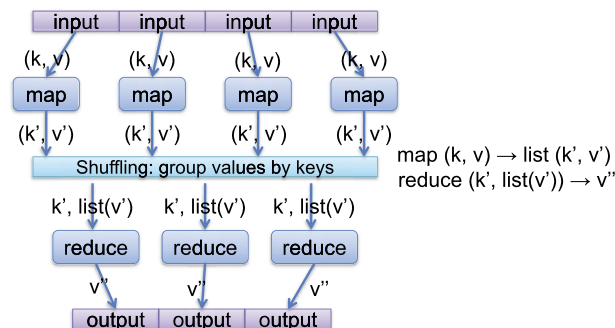 input input input input
(k, v) (k, v) (k, v) (k, v)
map map map map
(k’, v’) (k’, v’) (k’, v’) (k’, v’)
Shuffling: group values by keys
map (k, v) → list (k’, v’)
reduce (k’, list(v’)) → v’’
k’, list(v’) k’, list(v’) k’, list(v’)
reduce reduce reduce
v’’ v’’ v’’
output output output